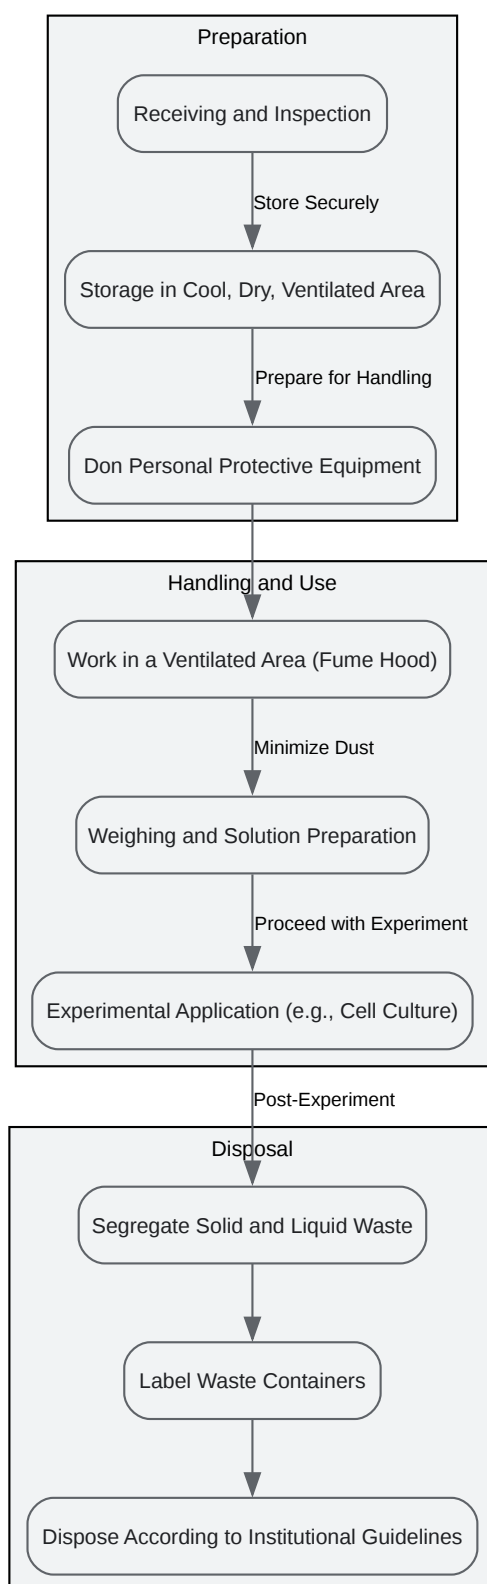 Preparation
Receiving and Inspection
Store Securely
Storage in Cool, Dry, Ventilated Area
Prepare for Handling
Don Personal Protective Equipment
Handling and Use
Work in a Ventilated Area (Fume Hood)
Minimize Dust
Weighing and Solution Preparation
Proceed with Experiment
Experimental Application (e.g., Cell Culture)
Post-Experiment
Disposal
Segregate Solid and Liquid Waste
Label Waste Containers
Dispose According to Institutional Guidelines